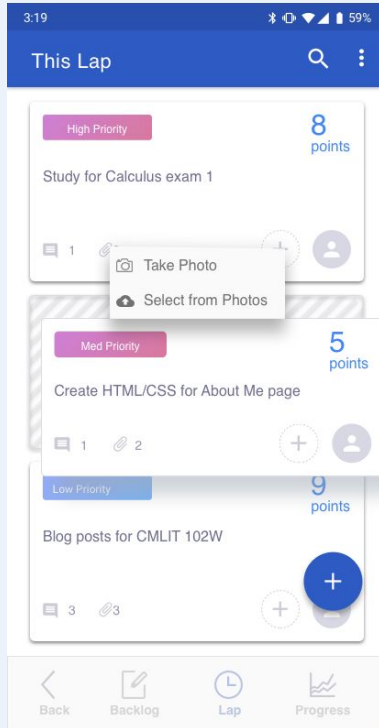 3:19
59%
This Lap
High Priority
8
points
Study for Calculus exam 1
1
Take Photo
Select from Photos
Med Priority
5
points
Create HTML/CSS for About Me page
1 2
Low Priority
9
points
Blog posts for CMLIT 102W
3 3
Back Backlog Lap Progress